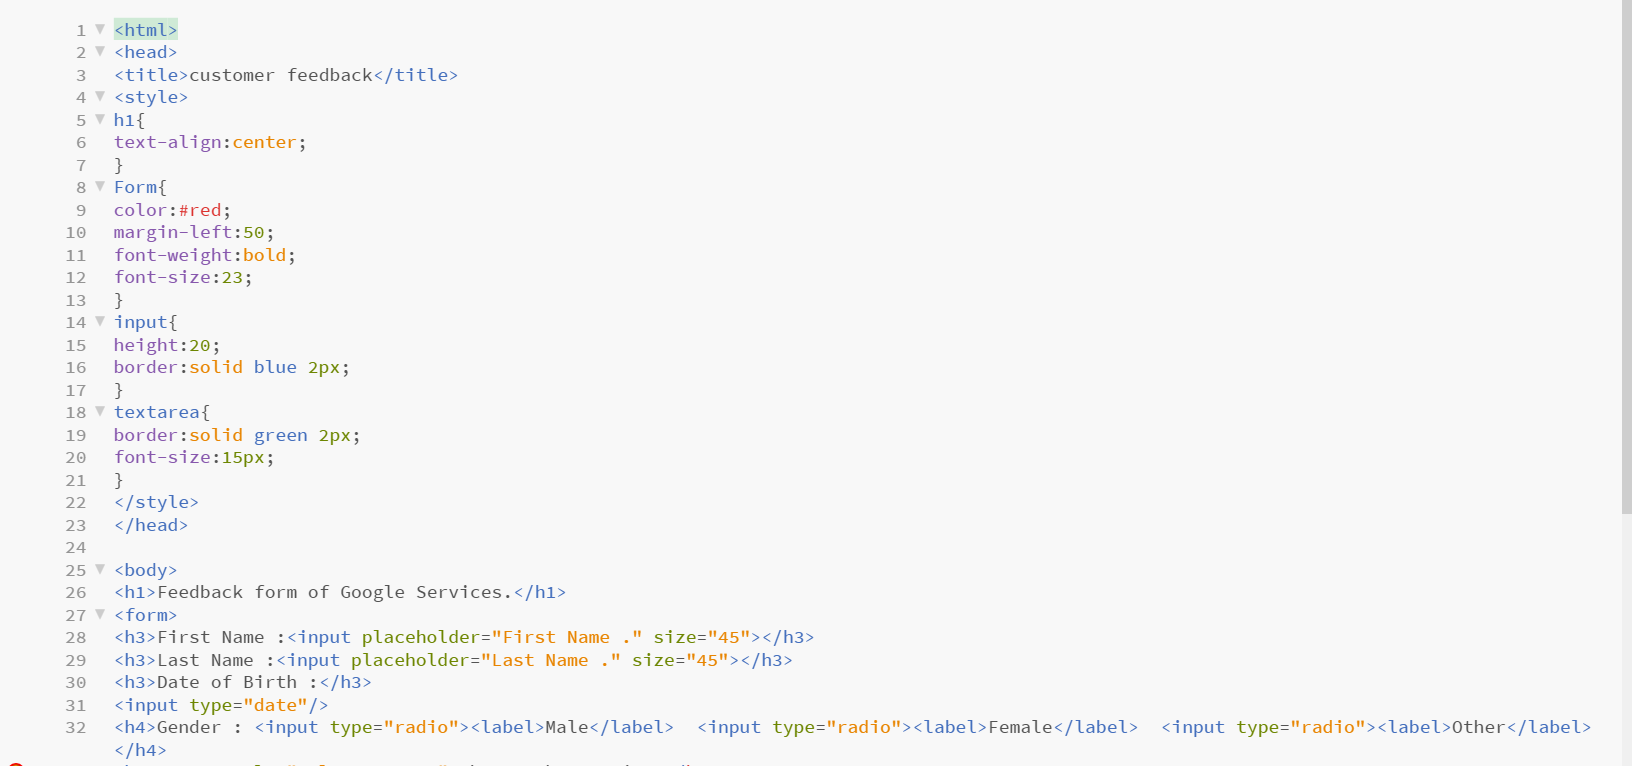 1 <html>
2 <head>
3 <title>customer feedback</title>
4 <style>
5 h1{
6 text-align:center;
7 }
8 Form{
9 color:#red;
10 margin-left:50;
11 font-weight:bold;
12 font-size:23;
13 }
14 input{
15 height:20;
16 border:solid blue 2px;
17 }
18 textarea{
19 border:solid green 2px;
20 font-size:15px;
21 }
22 </style>
23 </head>
24
25 <body>
26 <h1>Feedback form of Google Services.</h1>
27 <form>
28 <h3>First Name :<input placeholder="First Name ." size="45"></h3>
29 <h3>Last Name :<input placeholder="Last Name ." size="45"></h3>
30 <h3>Date of Birth :</h3>
31 <input type="date"/>
32 <h4>Gender : <input type="radio"><label>Male</label>  <input type="radio"><label>Female</label>  <input type="radio"><label>Other</label>
</h4>